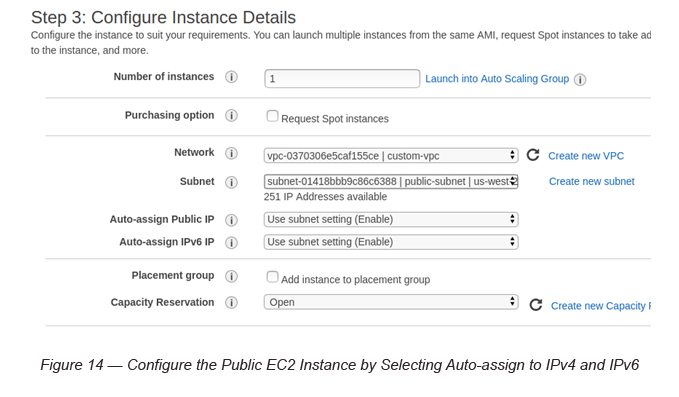 Step 3: Configure Instance Details
Configure the instance to suit your requirements. You can launch multiple instances from the same AMI, request Spot instances to take ad
to the instance, and more.
Number of instances i 1 Launch into Auto Scaling Group i
Purchasing option i Request Spot instances
Network i vpc-0370306e5caf155ce | custom-vpc Create new VPC
Subnet i subnet-01418bbb9c86c6388 | public-subnet | us-west-2 Create new subnet
251 IP Addresses available
Auto-assign Public IP i Use subnet setting (Enable)
Auto-assign IPv6 IP i Use subnet setting (Enable)
Placement group i Add instance to placement group
Capacity Reservation i Open Create new Capacity R
Figure 14 — Configure the Public EC2 Instance by Selecting Auto-assign to IPv4 and IPv6